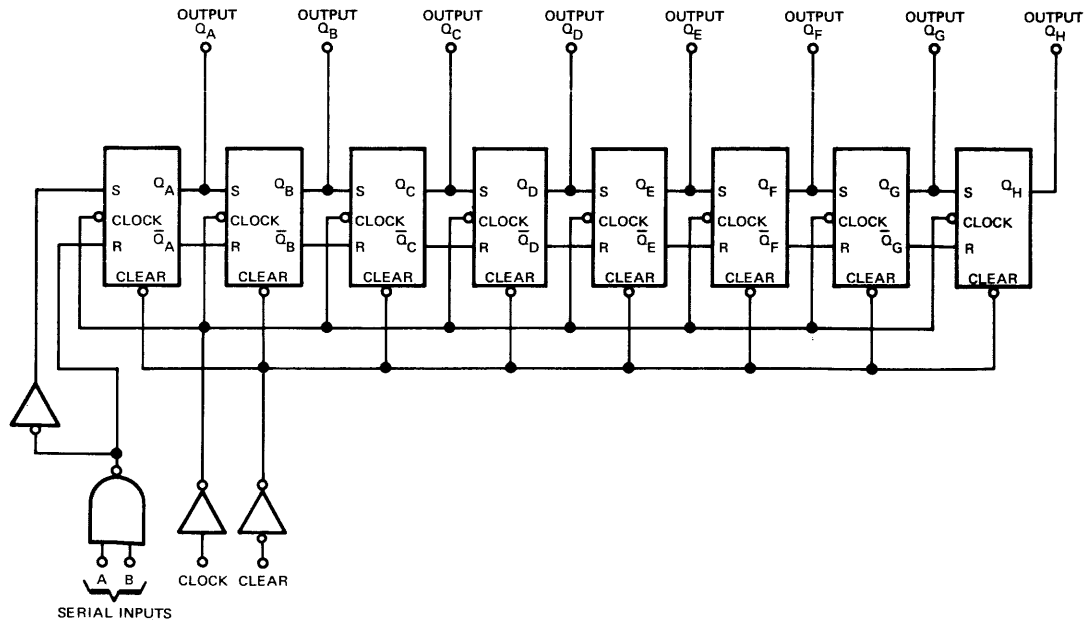 OUTPUT OUTPUT OUTPUT OUTPUT OUTPUT OUTPUT OUTPUT OUTPUT
QA QB QC QD QE QF QG QH
S QA S QB S QC S QD S QE S QF S QG S QH
CLOCK CLOCK CLOCK CLOCK CLOCK CLOCK CLOCK CLOCK
R Q̅A R Q̅B R Q̅C R Q̅D R Q̅E R Q̅F R Q̅G R
CLEAR CLEAR CLEAR CLEAR CLEAR CLEAR CLEAR CLEAR
A B CLOCK CLEAR
SERIAL INPUTS